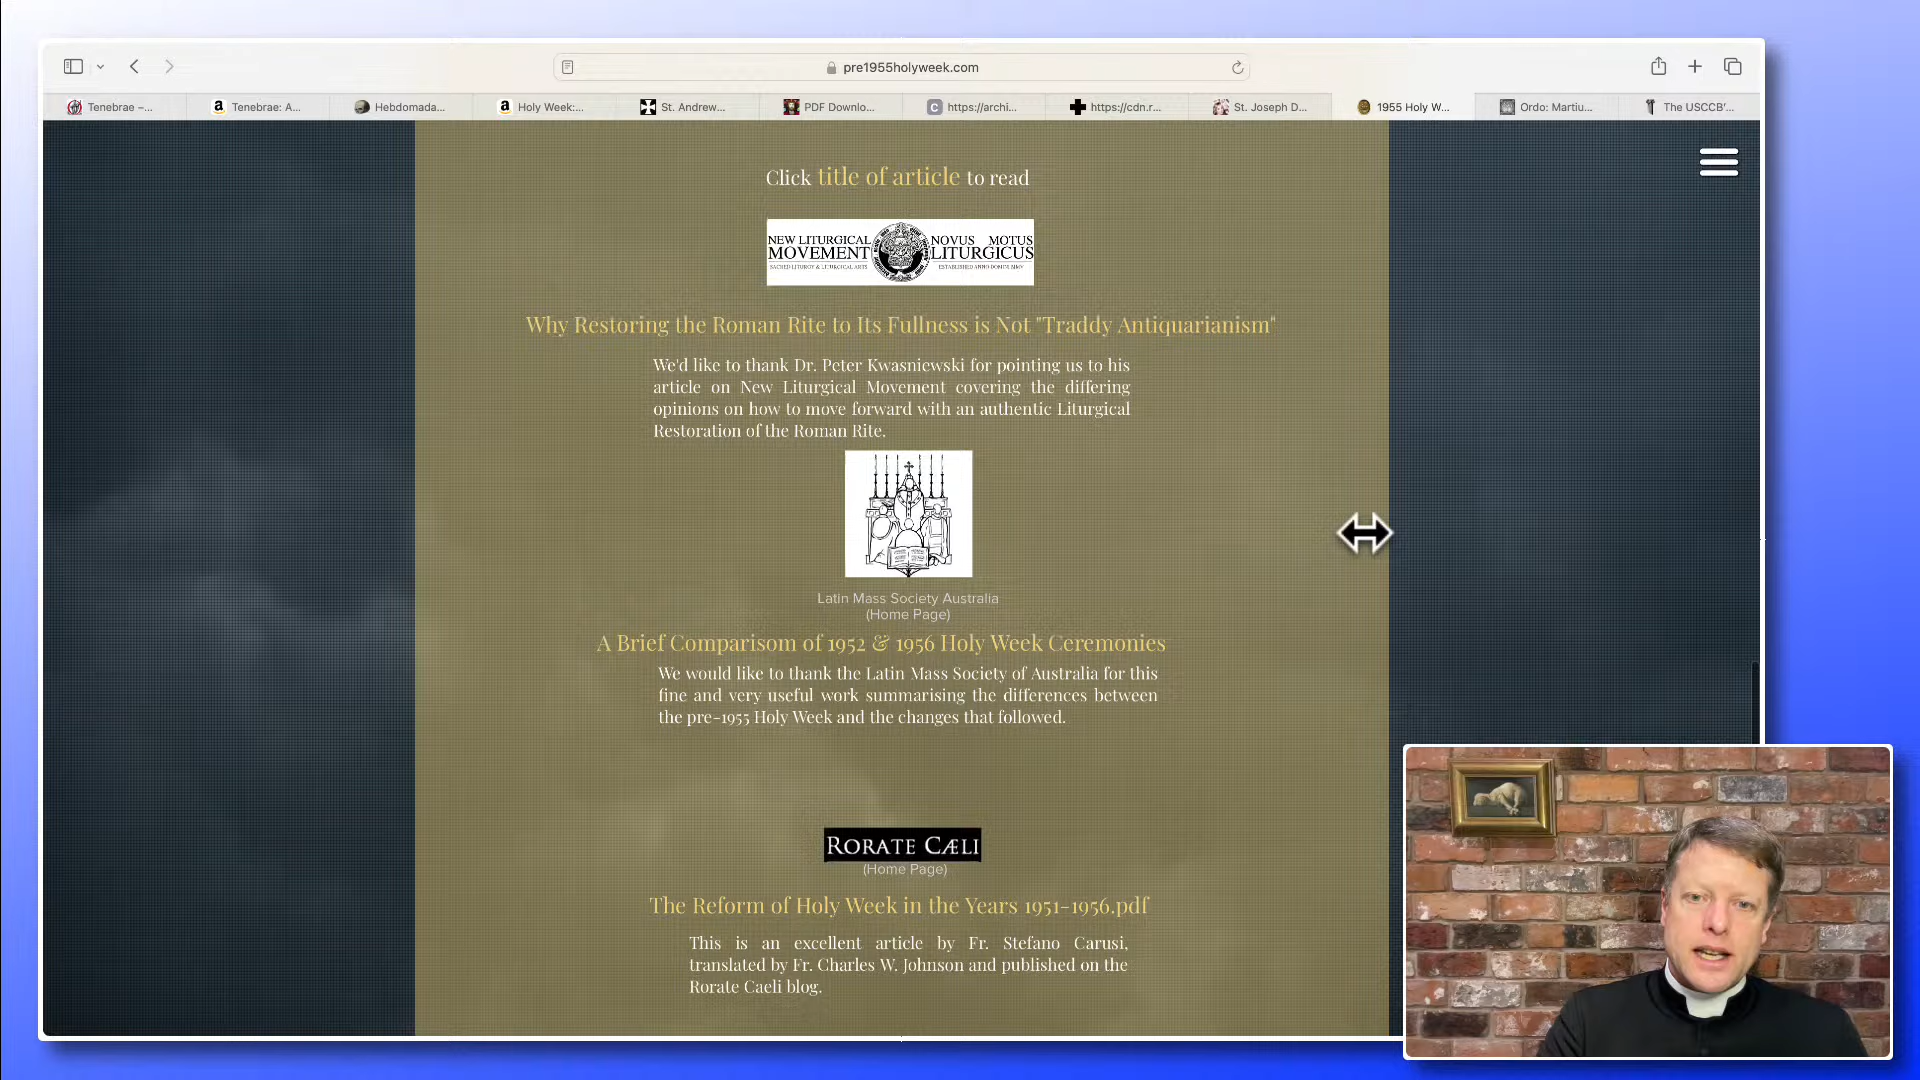 pre1955holyweek.com
Tenebrae –...
Tenebrae: A...
Hebdomada...
Holy Week:...
St. Andrew...
PDF Downlo...
https://archi...
https://cdn.r...
St. Joseph D...
1955 Holy W...
Ordo: Martiu...
The USCCB'...
Click title of article to read
NEW LITURGICAL NOVUS MOTUS
MOVEMENT LITURGICUS
SACRED LITURGY & LITURGICAL ARTS ESTABLISHED ANNO DOMINI MMV
Why Restoring the Roman Rite to Its Fullness is Not "Traddy Antiquarianism"
We'd like to thank Dr. Peter Kwasniewski for pointing us to his
article on New Liturgical Movement covering the differing
opinions on how to move forward with an authentic Liturgical
Restoration of the Roman Rite.
Latin Mass Society Australia
(Home Page)
A Brief Comparisom of 1952 & 1956 Holy Week Ceremonies
We would like to thank the Latin Mass Society of Australia for this
fine and very useful work summarising the differences between
the pre-1955 Holy Week and the changes that followed.
RORATE CÆLI
(Home Page)
The Reform of Holy Week in the Years 1951-1956.pdf
This is an excellent article by Fr. Stefano Carusi,
translated by Fr. Charles W. Johnson and published on the
Rorate Caeli blog.